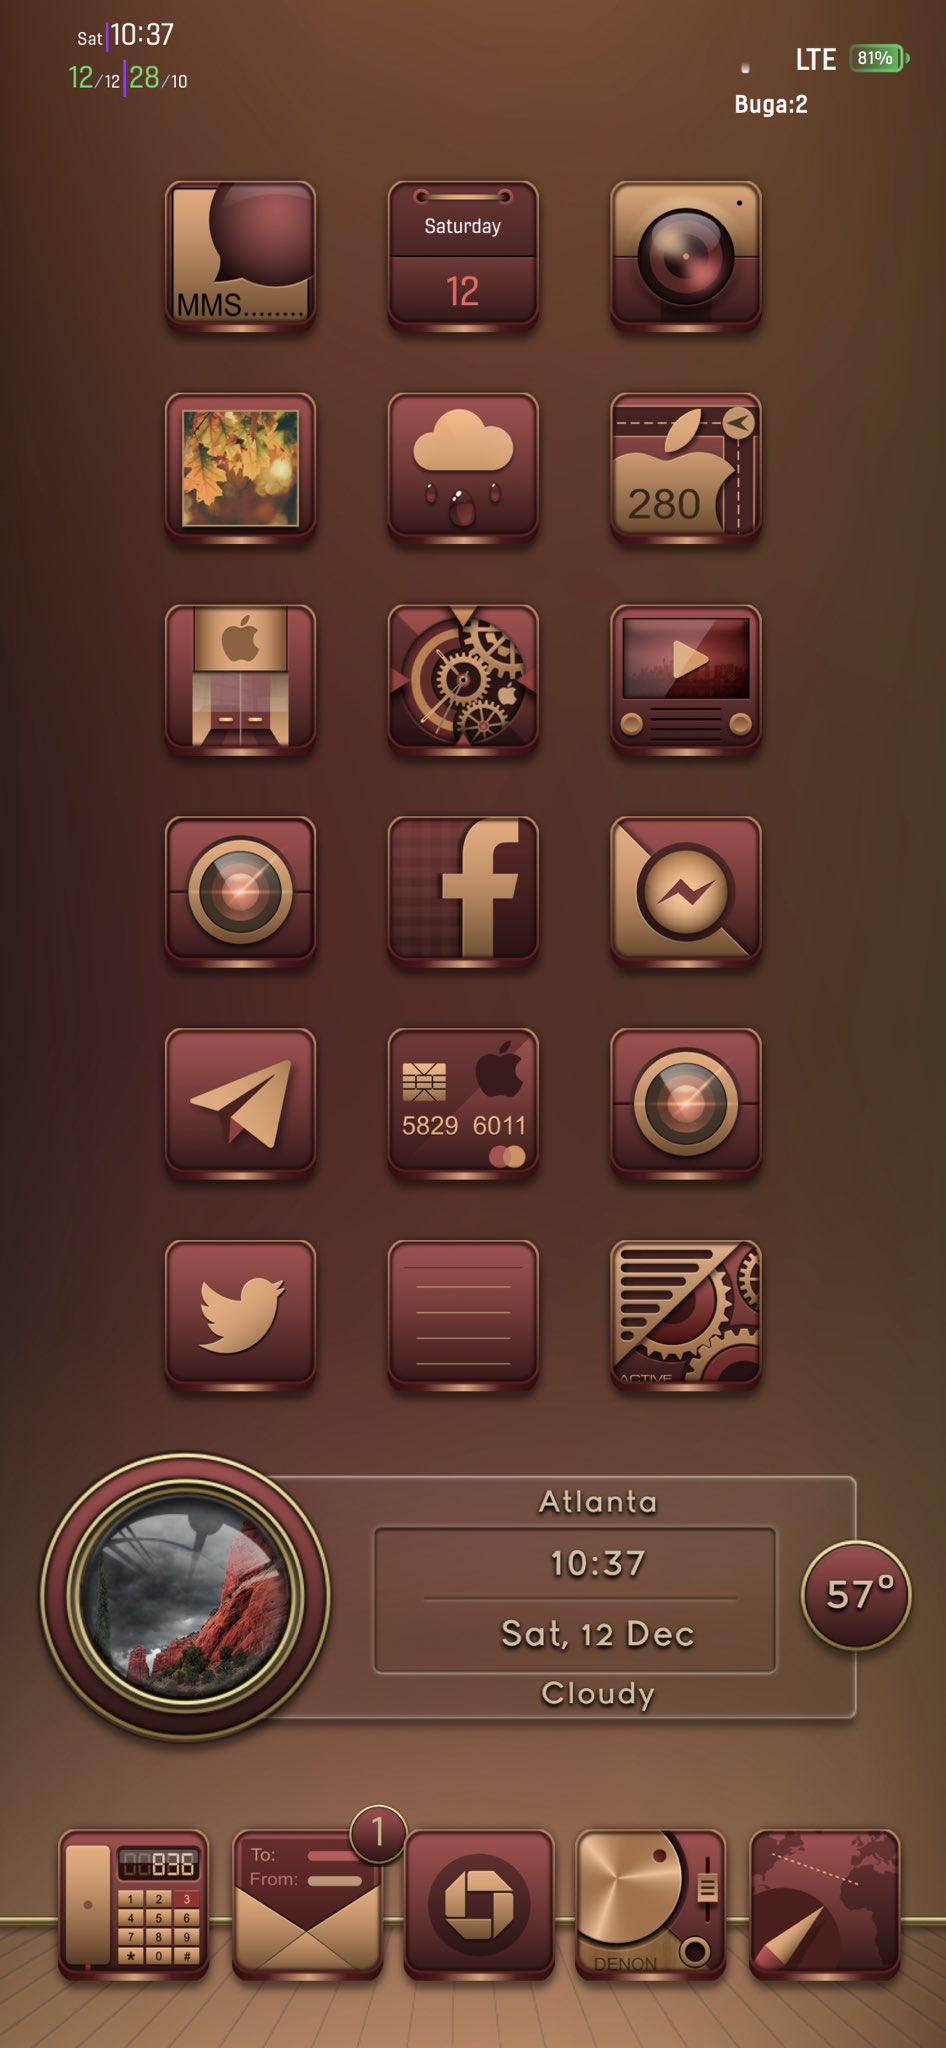 Sat|10:37
12/12|28/10
LTE 81%
Buga:2
MMS........
Saturday
12
280
5829 6011
ACTIVE
Atlanta
10:37
Sat, 12 Dec
Cloudy
57°
836
1 2 3
4 5 6
7 8 9
* 0 #
To:
From:
1
DENON